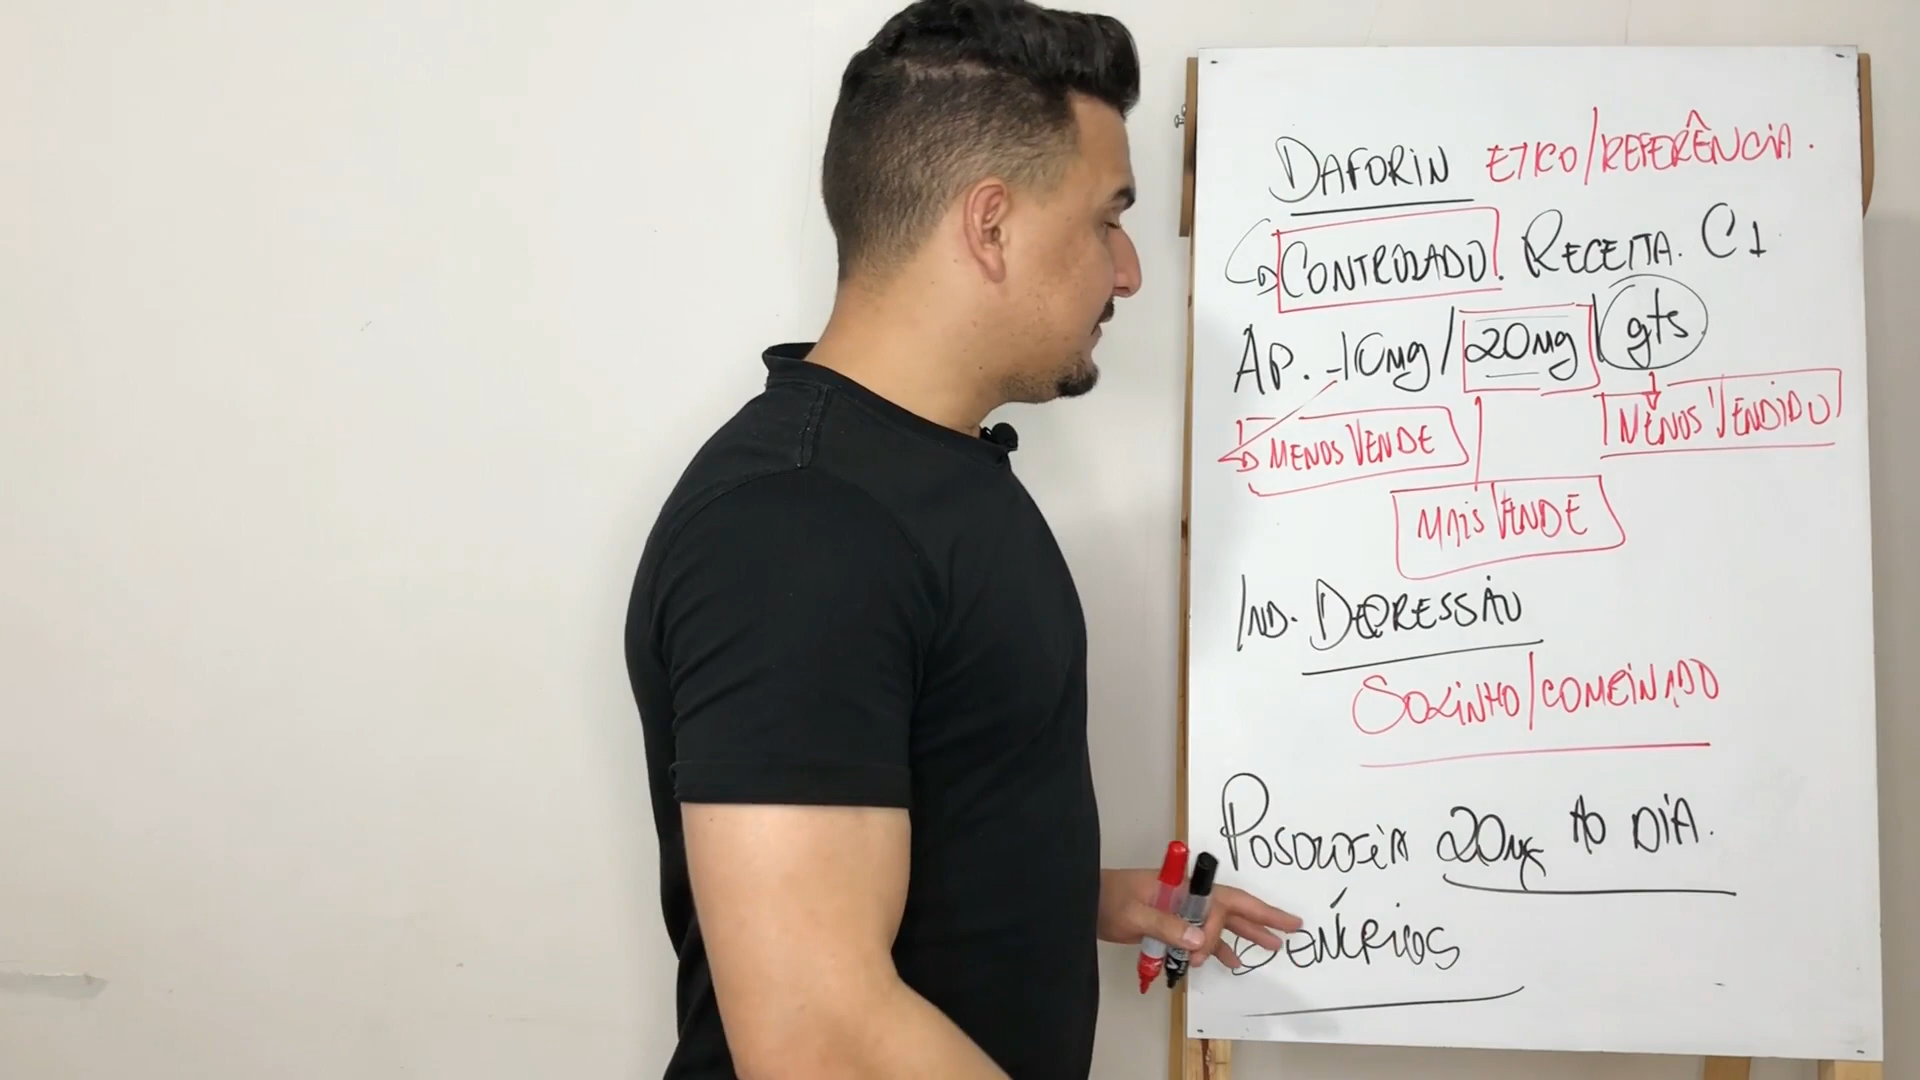 DAFORIN ETICO/REFERÊNCIA.
CONTROLADO. RECEITA. C1
AP. -10mg/20mg/gts
MENOS VENDE
MENOS VENDIDO
MAIS VENDE
IND. DEPRESSÃO
SOZINHO/COMBINADO
POSOLOGIA 20mg AO DIA.
GENÉRICOS